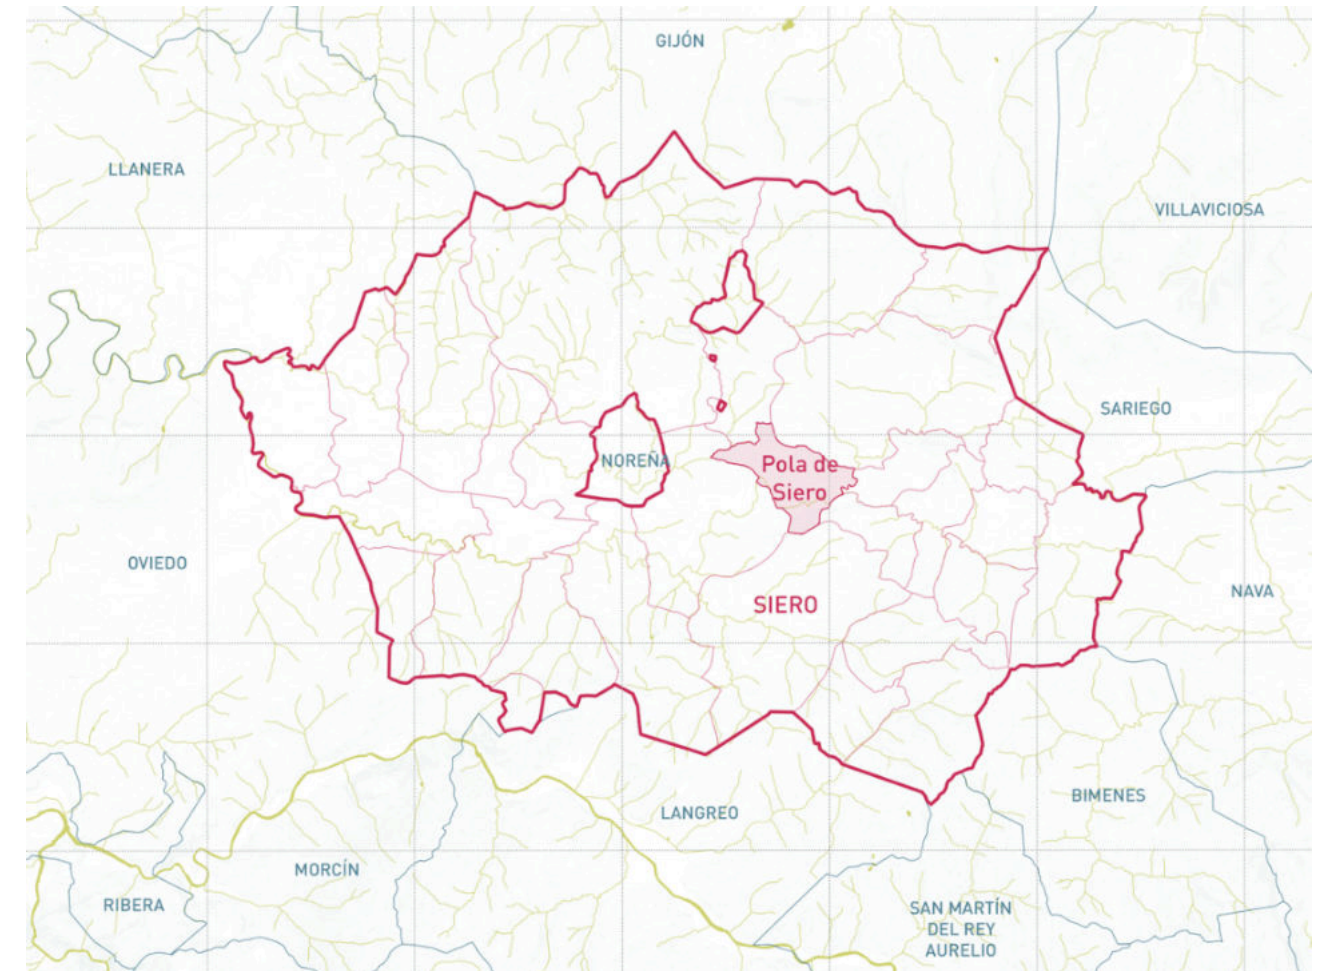 GIJÓN
LLANERA
VILLAVICIOSA
SARIEGO
NOREÑA
Pola de
Siero
OVIEDO
NAVA
SIERO
BIMENES
LANGREO
MORCÍN
RIBERA
SAN MARTÍN
DEL REY
AURELIO